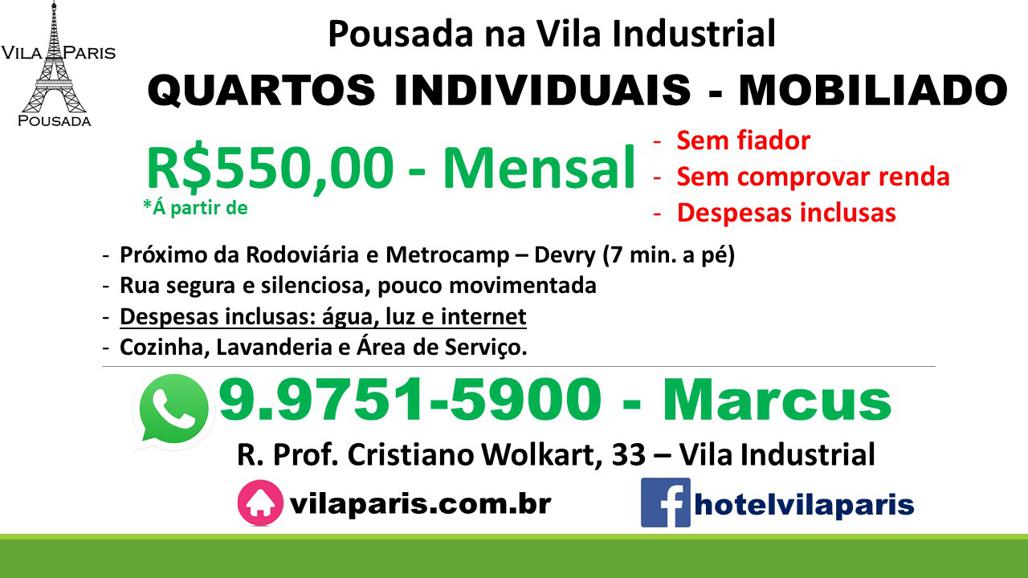 VILA PARIS
POUSADA
Pousada na Vila Industrial
QUARTOS INDIVIDUAIS - MOBILIADO
R$550,00 - Mensal
*Á partir de
- Sem fiador
- Sem comprovar renda
- Despesas inclusas
- Próximo da Rodoviária e Metrocamp – Devry (7 min. a pé)
- Rua segura e silenciosa, pouco movimentada
- Despesas inclusas: água, luz e internet
- Cozinha, Lavanderia e Área de Serviço.
9.9751-5900 - Marcus
R. Prof. Cristiano Wolkart, 33 – Vila Industrial
vilaparis.com.br
hotelvilaparis